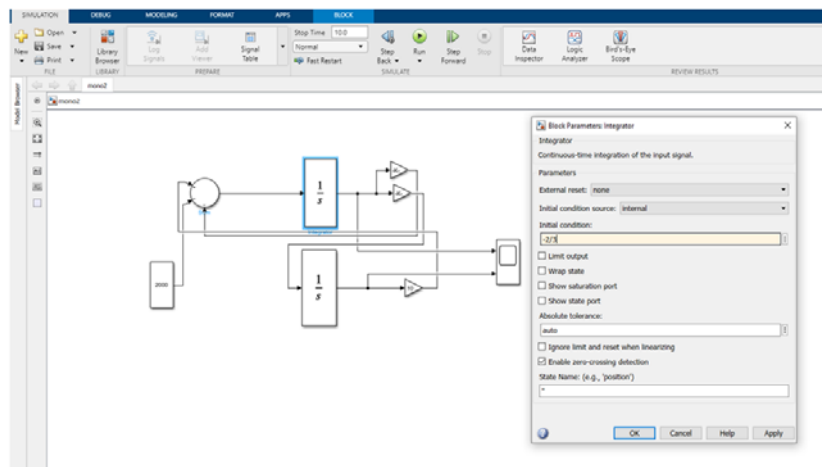 SIMULATION DEBUG MODELING FORMAT APPS BLOCK
New
Open
Save
Print
FILE
Library Browser
LIBRARY
Log Signals
Add Viewer
Signal Table
PREPARE
Stop Time 10.0
Normal
Fast Restart
Step Back
Run
Step Forward
Stop
SIMULATE
Data Inspector
Logic Analyzer
Bird's-Eye Scope
REVIEW RESULTS
Model Browser
mono2
mono2
1
s
Integrator
2000
1
s
10
Block Parameters: Integrator
Integrator
Continuous-time integration of the input signal.
Parameters
External reset: none
Initial condition source: internal
Initial condition:
-2/3
Limit output
Wrap state
Show saturation port
Show state port
Absolute tolerance:
auto
Ignore limit and reset when linearizing
Enable zero-crossing detection
State Name: (e.g., 'position')
''
OK Cancel Help Apply